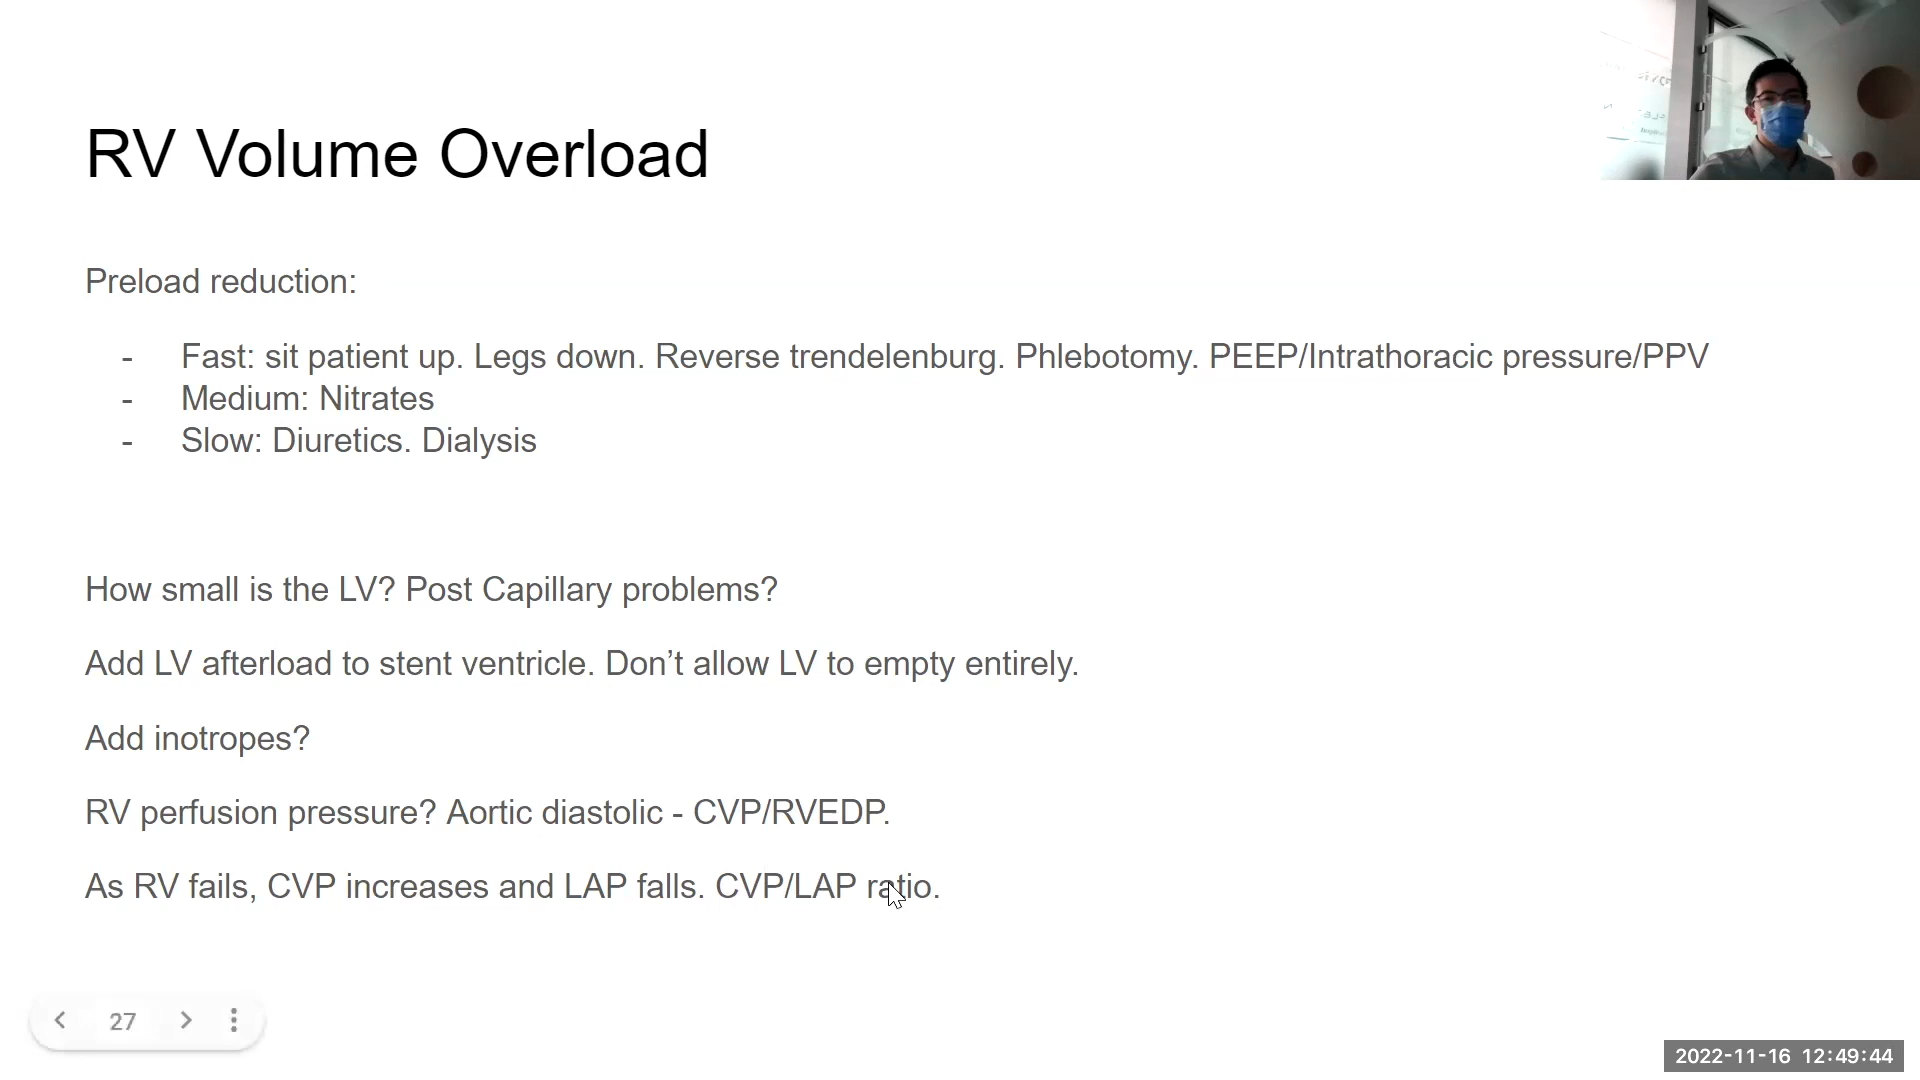 RV Volume Overload
Preload reduction:
- Fast: sit patient up. Legs down. Reverse trendelenburg. Phlebotomy. PEEP/Intrathoracic pressure/PPV
- Medium: Nitrates
- Slow: Diuretics. Dialysis
How small is the LV? Post Capillary problems?
Add LV afterload to stent ventricle. Don’t allow LV to empty entirely.
Add inotropes?
RV perfusion pressure? Aortic diastolic - CVP/RVEDP.
As RV fails, CVP increases and LAP falls. CVP/LAP ratio.
27
2022-11-16 12:49:44